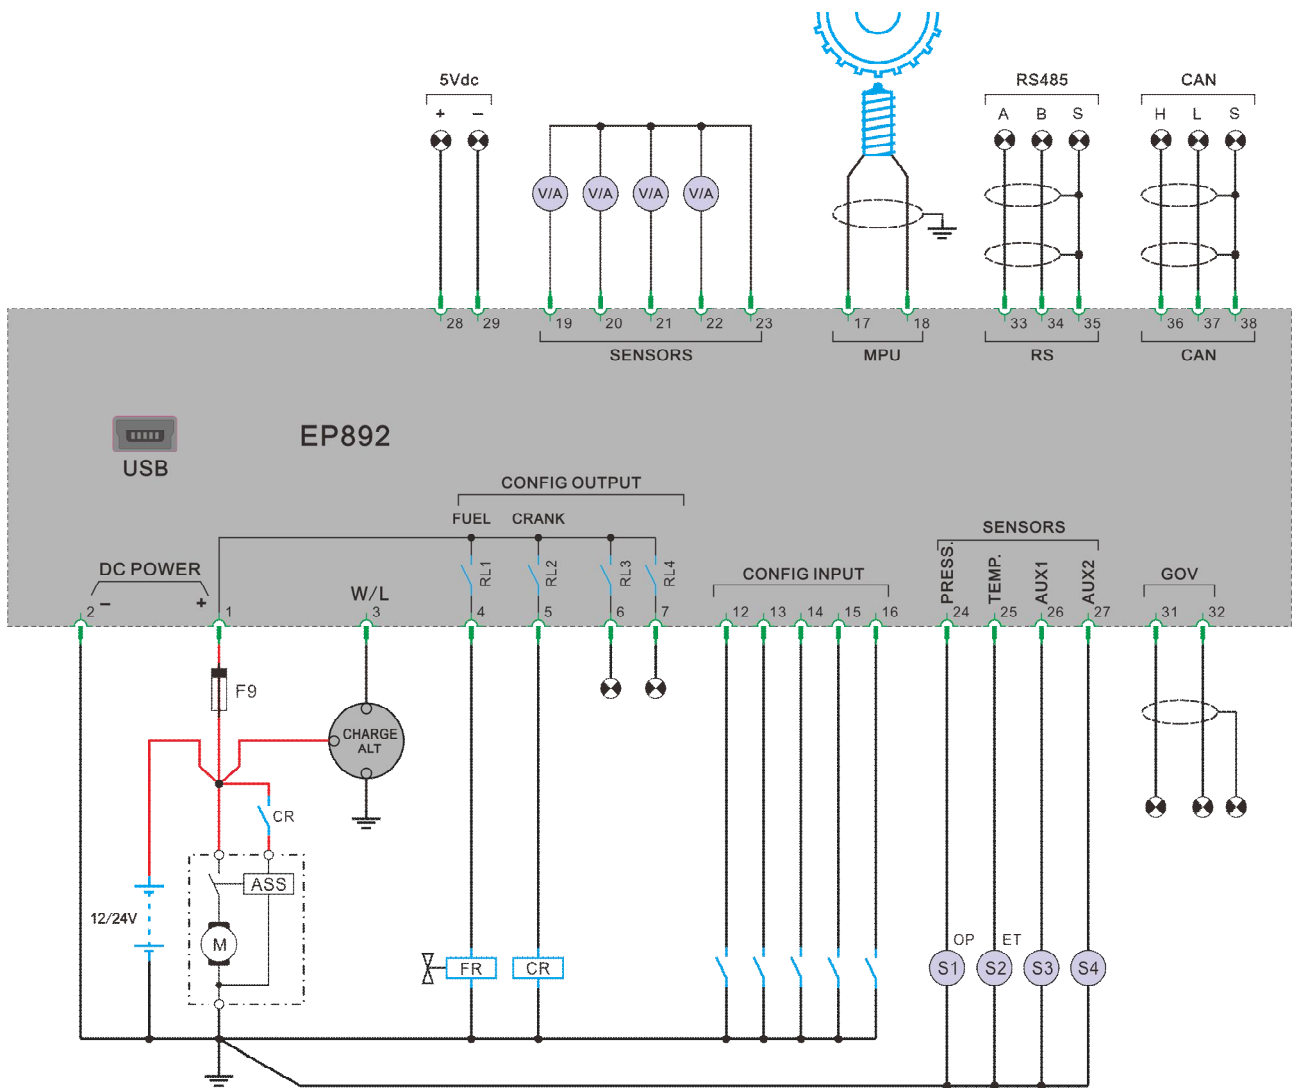 5Vdc
RS485
CAN
+ −
A B S
H L S
V/A V/A V/A V/A
28 29 19 20 21 22 23 17 18 33 34 35 36 37 38
SENSORS
MPU
RS
CAN
EP892
USB
CONFIG OUTPUT
FUEL CRANK
SENSORS
DC POWER
− +
RL1 RL2 RL3 RL4
CONFIG INPUT
PRESS. TEMP. AUX1 AUX2
GOV
W/L
2 1 3 4 5 6 7 12 13 14 15 16 24 25 26 27 31 32
F9
CHARGE
ALT
CR
ASS
12/24V
M
OP ET
FR CR
S1 S2 S3 S4